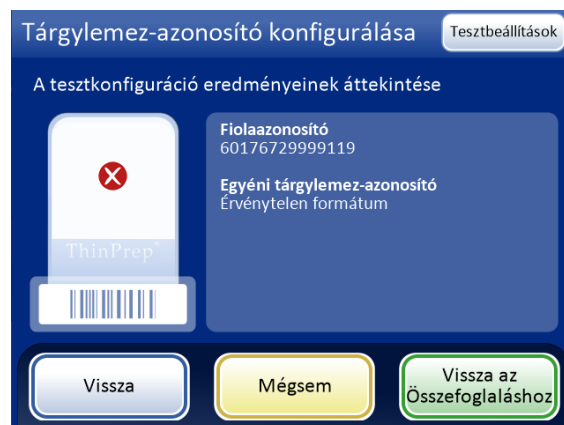 Tárgylemez-azonosító konfigurálása
Tesztbeállítások
A tesztkonfiguráció eredményeinek áttekintése
Fiolaazonosító
60176729999119
Egyéni tárgylemez-azonosító
Érvénytelen formátum
ThinPrep®
Vissza
Mégsem
Vissza az
Összefoglaláshoz